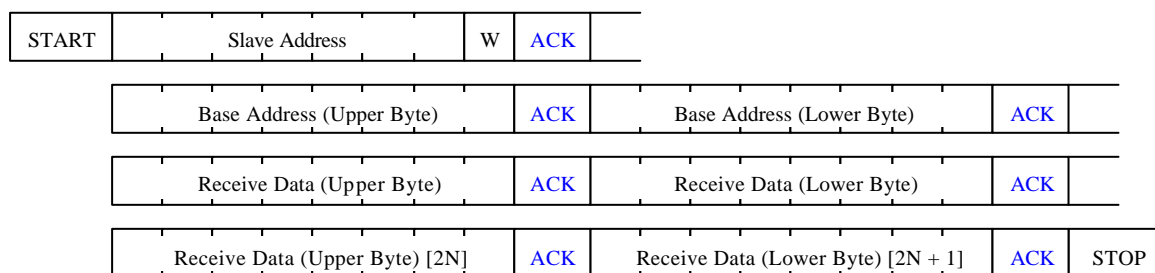 START Slave Address W ACK
Base Address (Upper Byte) ACK Base Address (Lower Byte) ACK
Receive Data (Upper Byte) ACK Receive Data (Lower Byte) ACK
Receive Data (Upper Byte) [2N] ACK Receive Data (Lower Byte) [2N + 1] ACK STOP